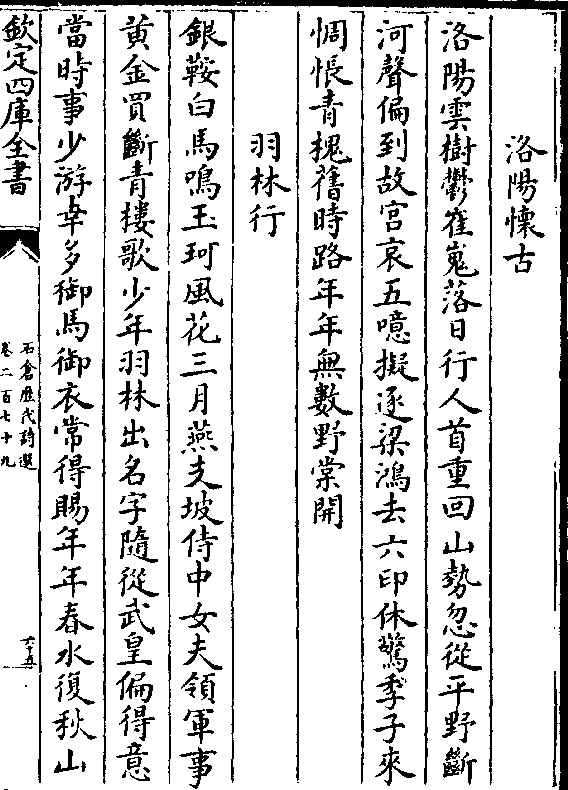 洛陽懷古
洛陽雲樹鬱崔嵬落日行人首重回山勢忽從平野斷
河聲偏到故宮哀五噫擬逐梁鴻去六印休驚季子來
惆悵青槐舊時路年年無數野棠開
羽林行
銀鞍白馬鳴玉珂風花三月燕支坡侍中女夫領軍事
黄金買斷青樓歌少年羽林出名字隨從武皇偏得意
當時事少游幸多御馬御衣常得賜年年春水復秋山
欽定四庫全書
石倉歷代詩選
卷二百七十九
六十五